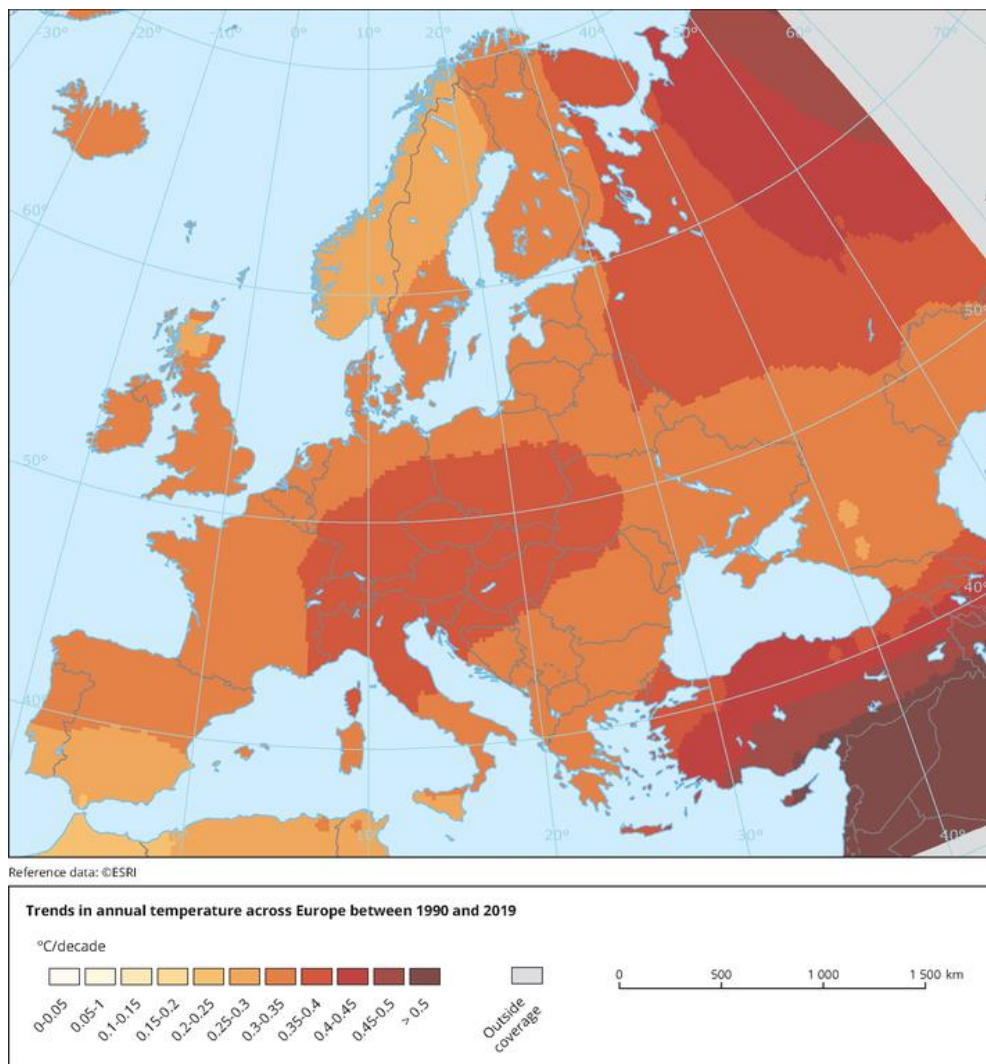 -30° -20° -10° 0° 10° 20° 30° 40° 50° 60° 70°
60°
50°
50°
40°
40°
10° 20° 30° 40°
Reference data: ©ESRI
Trends in annual temperature across Europe between 1990 and 2019
°C/decade
0-0.05
0.05-1
0.1-0.15
0.15-0.2
0.2-0.25
0.25-0.3
0.3-0.35
0.35-0.4
0.4-0.45
0.45-0.5
> 0.5
Outside
coverage
0 500 1 000 1 500 km